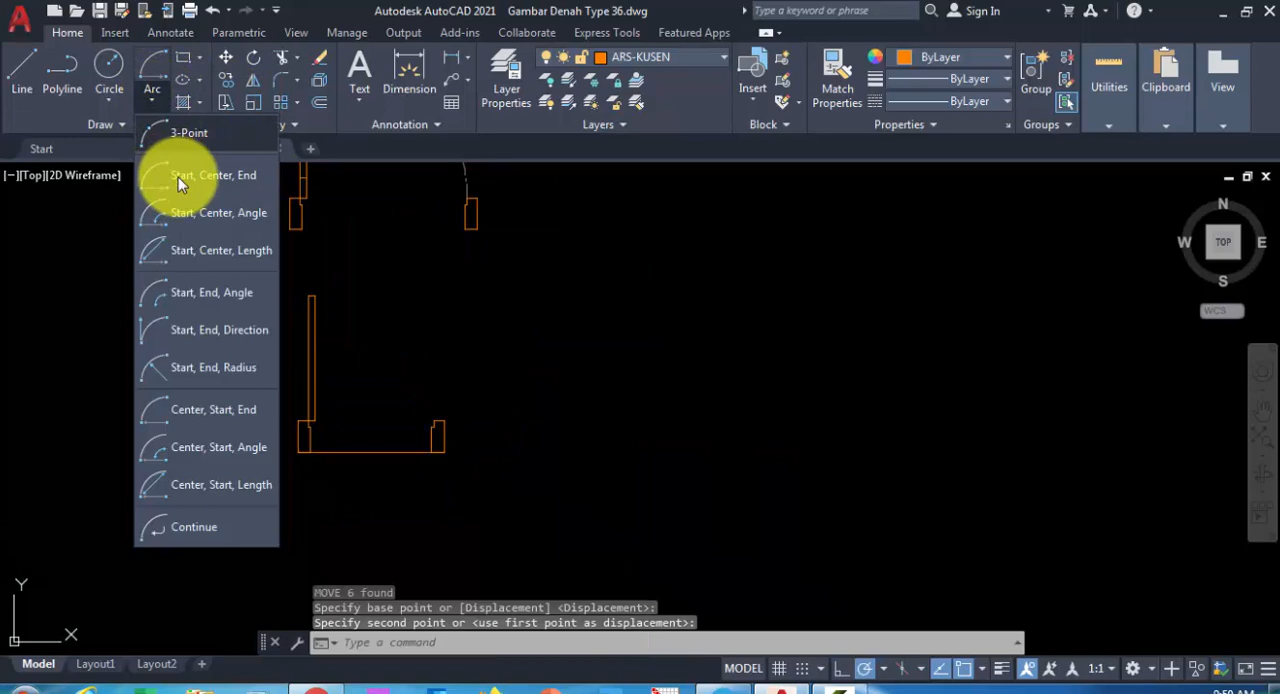 Autodesk AutoCAD 2021 Gambar Denah Type 36.dwg
Type a keyword or phrase
Sign In
Home Insert Annotate Parametric View Manage Output Add-ins Collaborate Express Tools Featured Apps
ARS-KUSEN
ByLayer
ByLayer
ByLayer
Line Polyline Circle Arc
Text Dimension
Layer Properties
Insert
Match Properties
Group
Utilities Clipboard View
Draw
Annotation
Layers
Block
Properties
Groups
Start
[−][Top][2D Wireframe]
3-Point
Start, Center, End
Start, Center, Angle
Start, Center, Length
Start, End, Angle
Start, End, Direction
Start, End, Radius
Center, Start, End
Center, Start, Angle
Center, Start, Length
Continue
N
W TOP E
S
WCS
Y
X
MOVE 6 found
Specify base point or [Displacement] <Displacement>:
Specify second point or <use first point as displacement>:
Type a command
Model Layout1 Layout2
MODEL
1:1